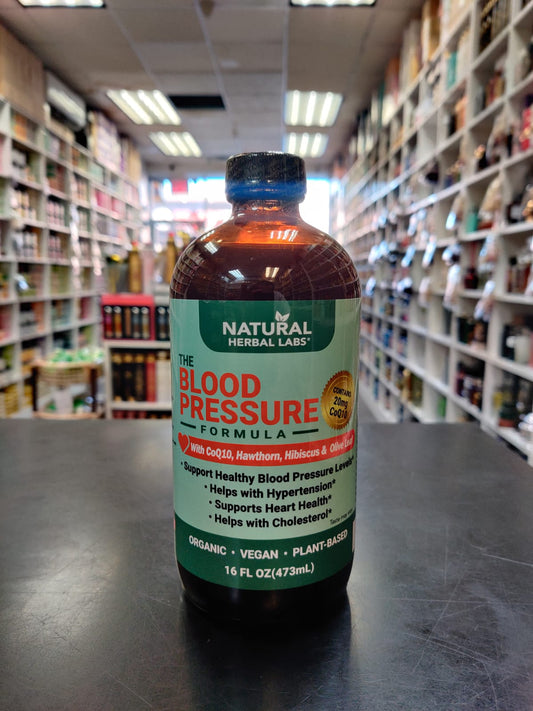 NATURAL
HERBAL LABS®
THE
BLOOD
PRESSURE
FORMULA
CONTAINS
20mg
CoQ10
With CoQ10, Hawthorn, Hibiscus & Olive Leaf
• Support Healthy Blood Pressure Levels*
• Helps with Hypertension*
• Supports Heart Health*
• Helps with Cholesterol*
ORGANIC • VEGAN • PLANT-BASED
16 FL OZ(473mL)